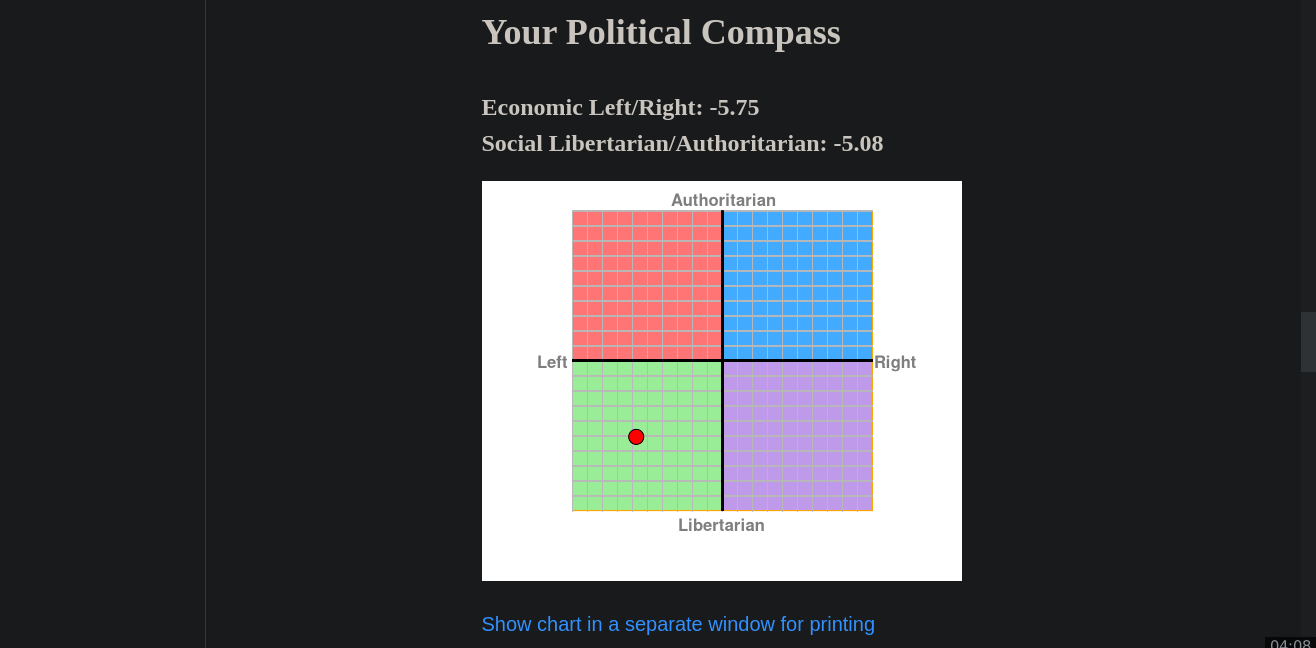 Your Political Compass
Economic Left/Right: -5.75
Social Libertarian/Authoritarian: -5.08
Authoritarian
Left
Right
Libertarian
Show chart in a separate window for printing
04:08